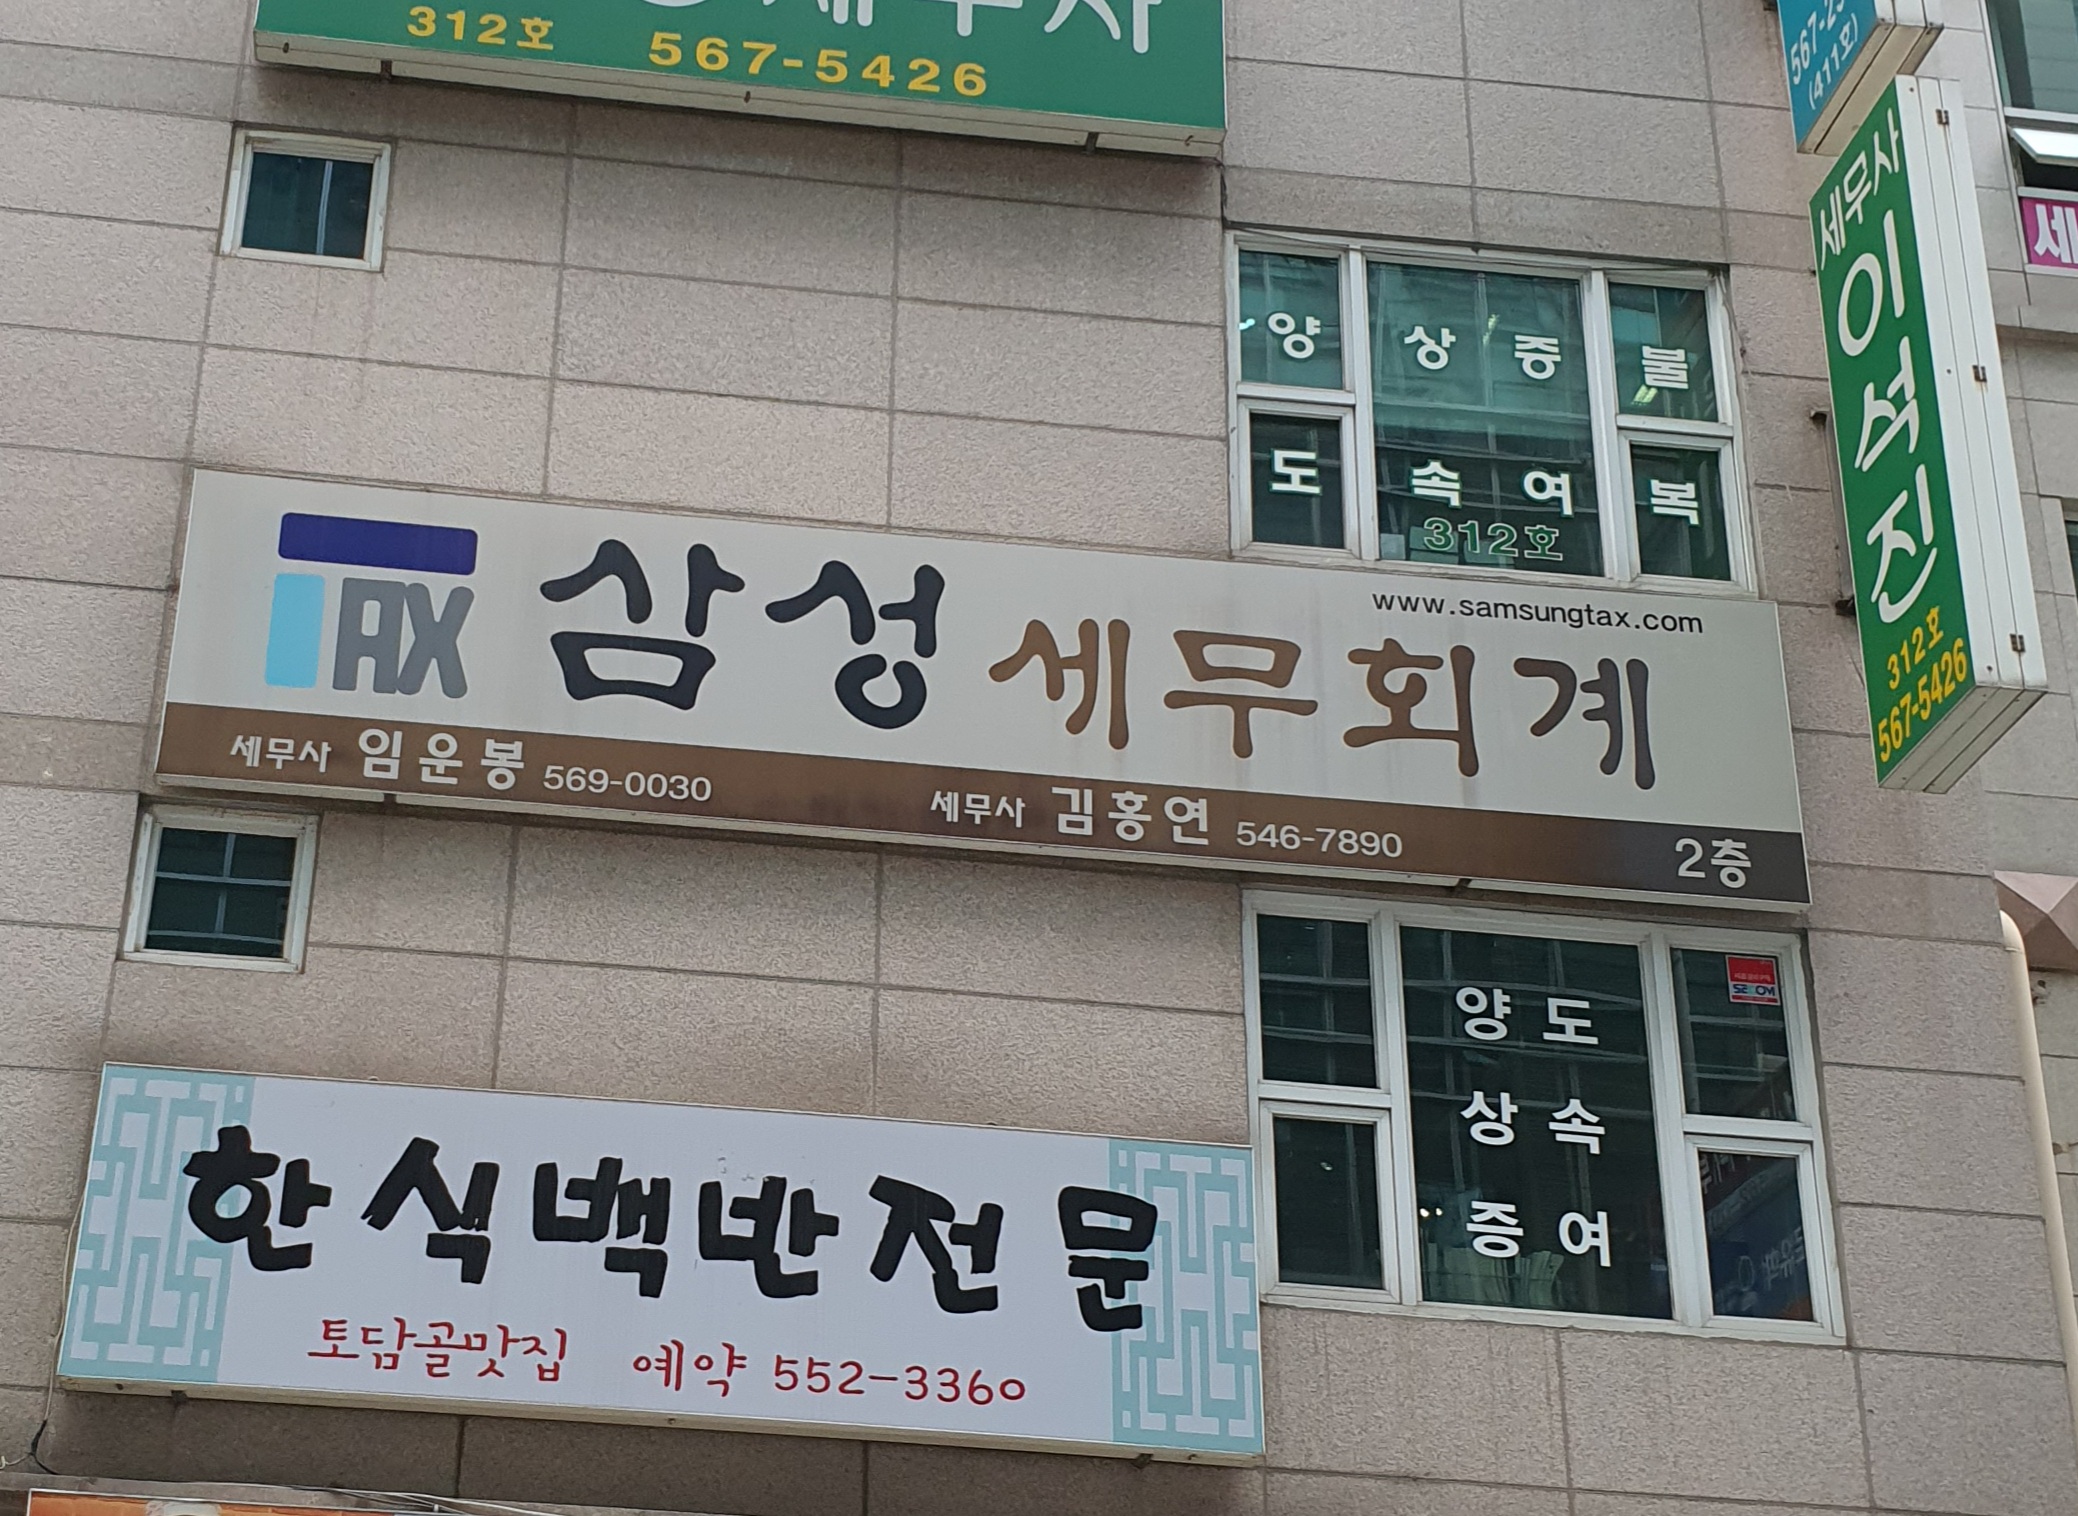 312호 567-5426
(411호)
세무사
이석진
312호
567-5426
양 상 증 불
도 속 여 복
312호
TAX 삼성 세무회계
www.samsungtax.com
세무사 임운봉 569-0030 세무사 김홍연 546-7890 2층
양 도
상 속
증 여
한식백반전문
토담골맛집 예약 552-3360